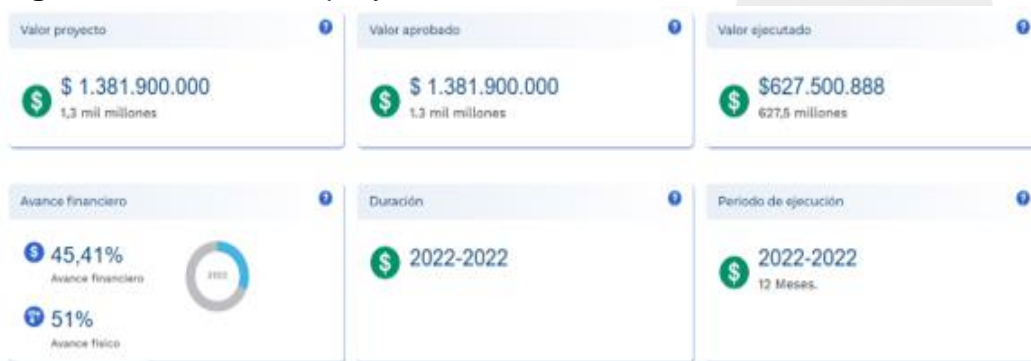 Valor proyecto
$ 1.381.900.000
1,3 mil millones
Valor aprobado
$ 1.381.900.000
1.3 mil millones
Valor ejecutado
$627.500.888
627,5 millones
Avance financiero
45,41%
Avance financiero
2022
51%
Avance físico
Duración
2022-2022
Periodo de ejecución
2022-2022
12 Meses.